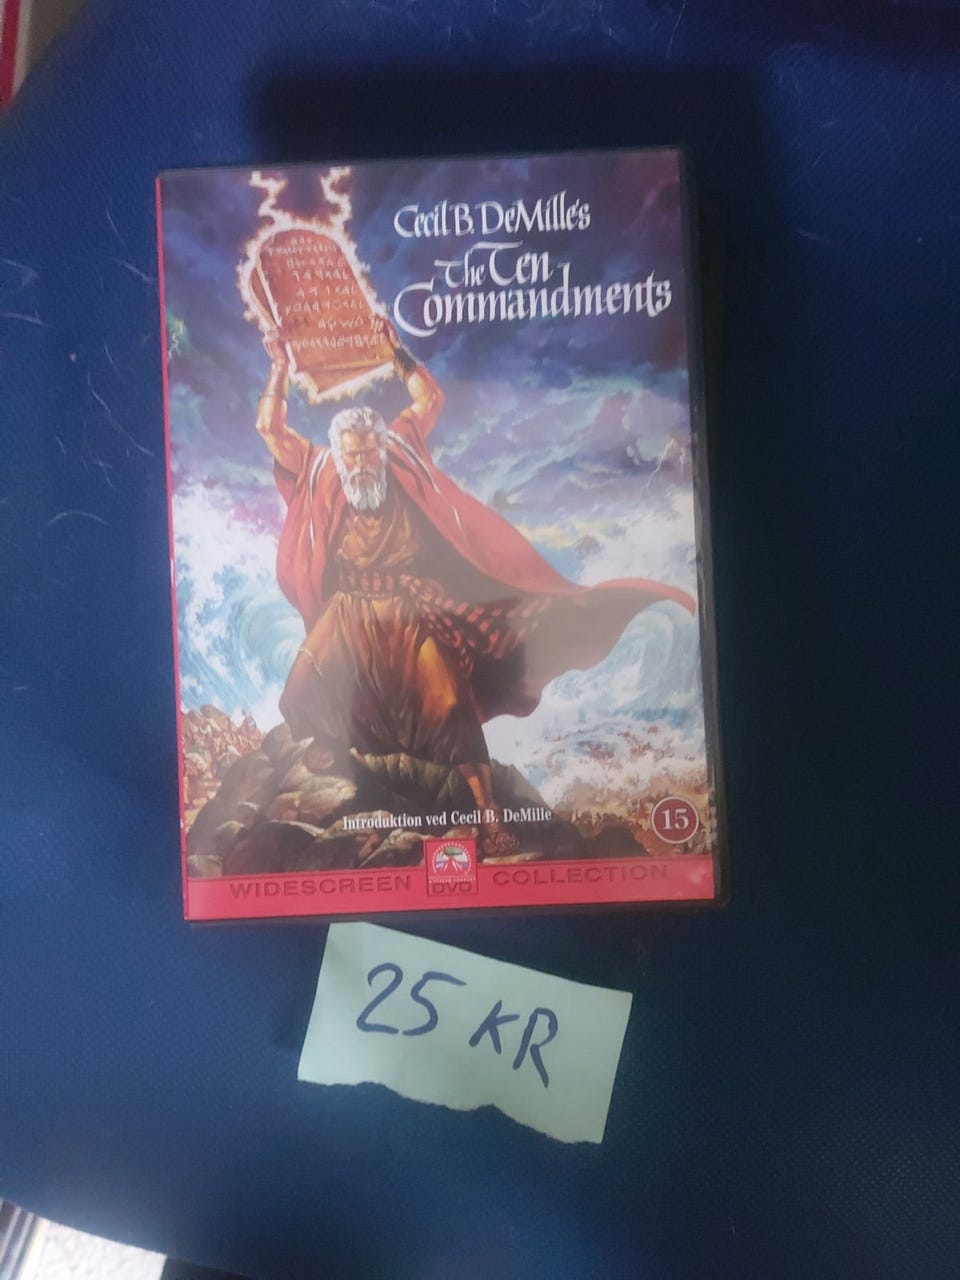 Cecil B. DeMille's
The Ten
Commandments
Introduktion ved Cecil B. DeMille
15
WIDESCREEN DVD COLLECTION
25 KR